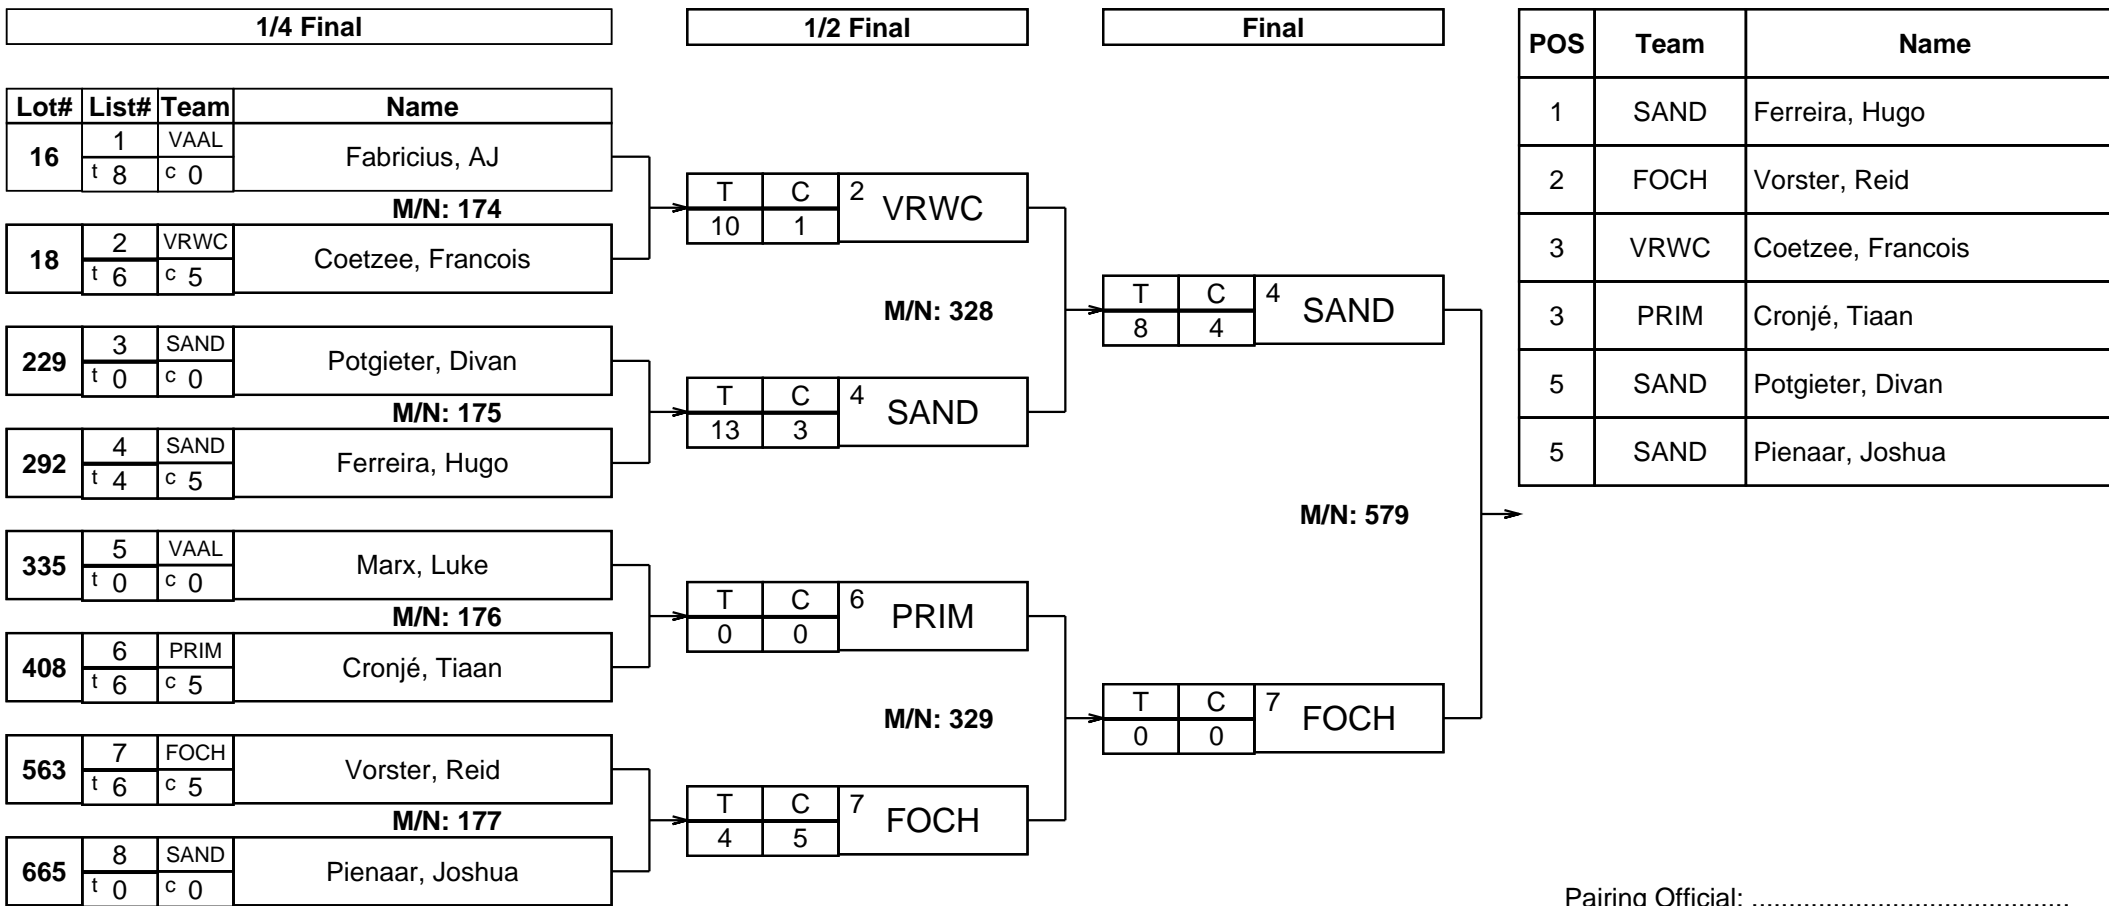 1/4 Final
1/2 Final
Final
POS Team Name
1 SAND Ferreira, Hugo
2 FOCH Vorster, Reid
3 VRWC Coetzee, Francois
3 PRIM Cronjé, Tiaan
5 SAND Potgieter, Divan
5 SAND Pienaar, Joshua
Lot# List# Team Name
16 1 VAAL Fabricius, AJ
t 8 c 0
M/N: 174
18 2 VRWC Coetzee, Francois
t 6 c 5
229 3 SAND Potgieter, Divan
t 0 c 0
M/N: 175
292 4 SAND Ferreira, Hugo
t 4 c 5
335 5 VAAL Marx, Luke
t 0 c 0
M/N: 176
408 6 PRIM Cronjé, Tiaan
t 6 c 5
563 7 FOCH Vorster, Reid
t 6 c 5
M/N: 177
665 8 SAND Pienaar, Joshua
t 0 c 0
T C 2 VRWC
10 1
M/N: 328
T C 4 SAND
13 3
T C 6 PRIM
0 0
M/N: 329
T C 7 FOCH
4 5
T C 4 SAND
8 4
M/N: 579
T C 7 FOCH
0 0
Pairing Official: ...........................................